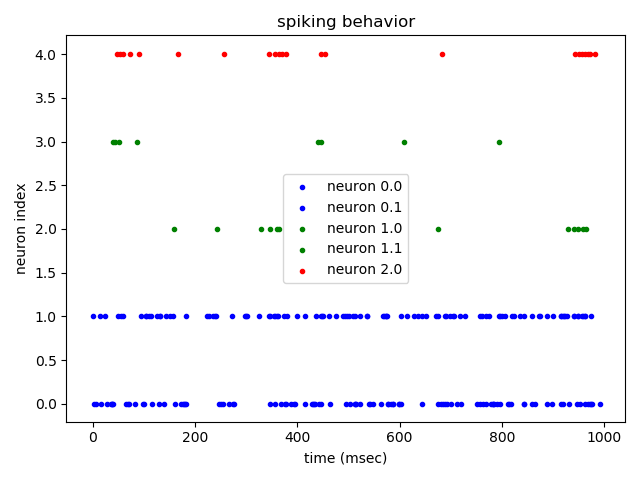 spiking behavior
4.0
3.5
3.0
2.5
2.0
1.5
1.0
0.5
0.0
neuron index
neuron 0.0
neuron 0.1
neuron 1.0
neuron 1.1
neuron 2.0
0 200 400 600 800 1000
time (msec)